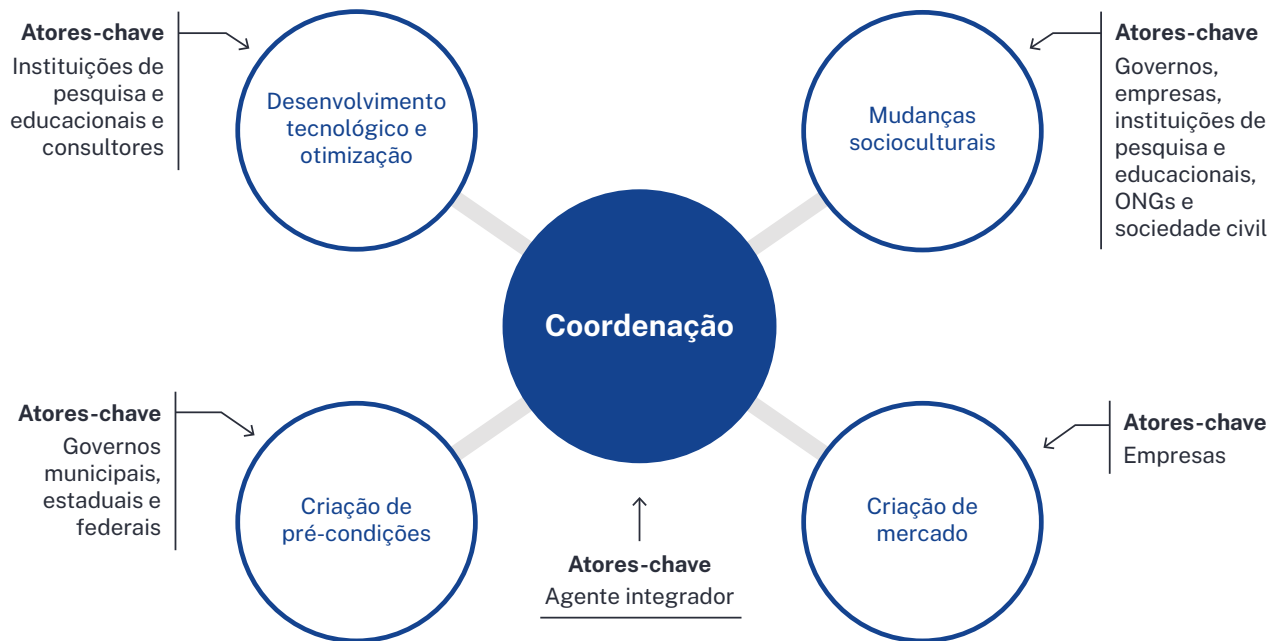 Atores-chave
Instituições de
pesquisa e
educacionais e
consultores
Desenvolvimento
tecnológico e
otimização
Mudanças
socioculturais
Atores-chave
Governos,
empresas,
instituições de
pesquisa e
educacionais,
ONGs e
sociedade civil
Coordenação
Atores-chave
Governos
municipais,
estaduais e
federais
Criação de
pré-condições
Atores-chave
Agente integrador
Criação de
mercado
Atores-chave
Empresas